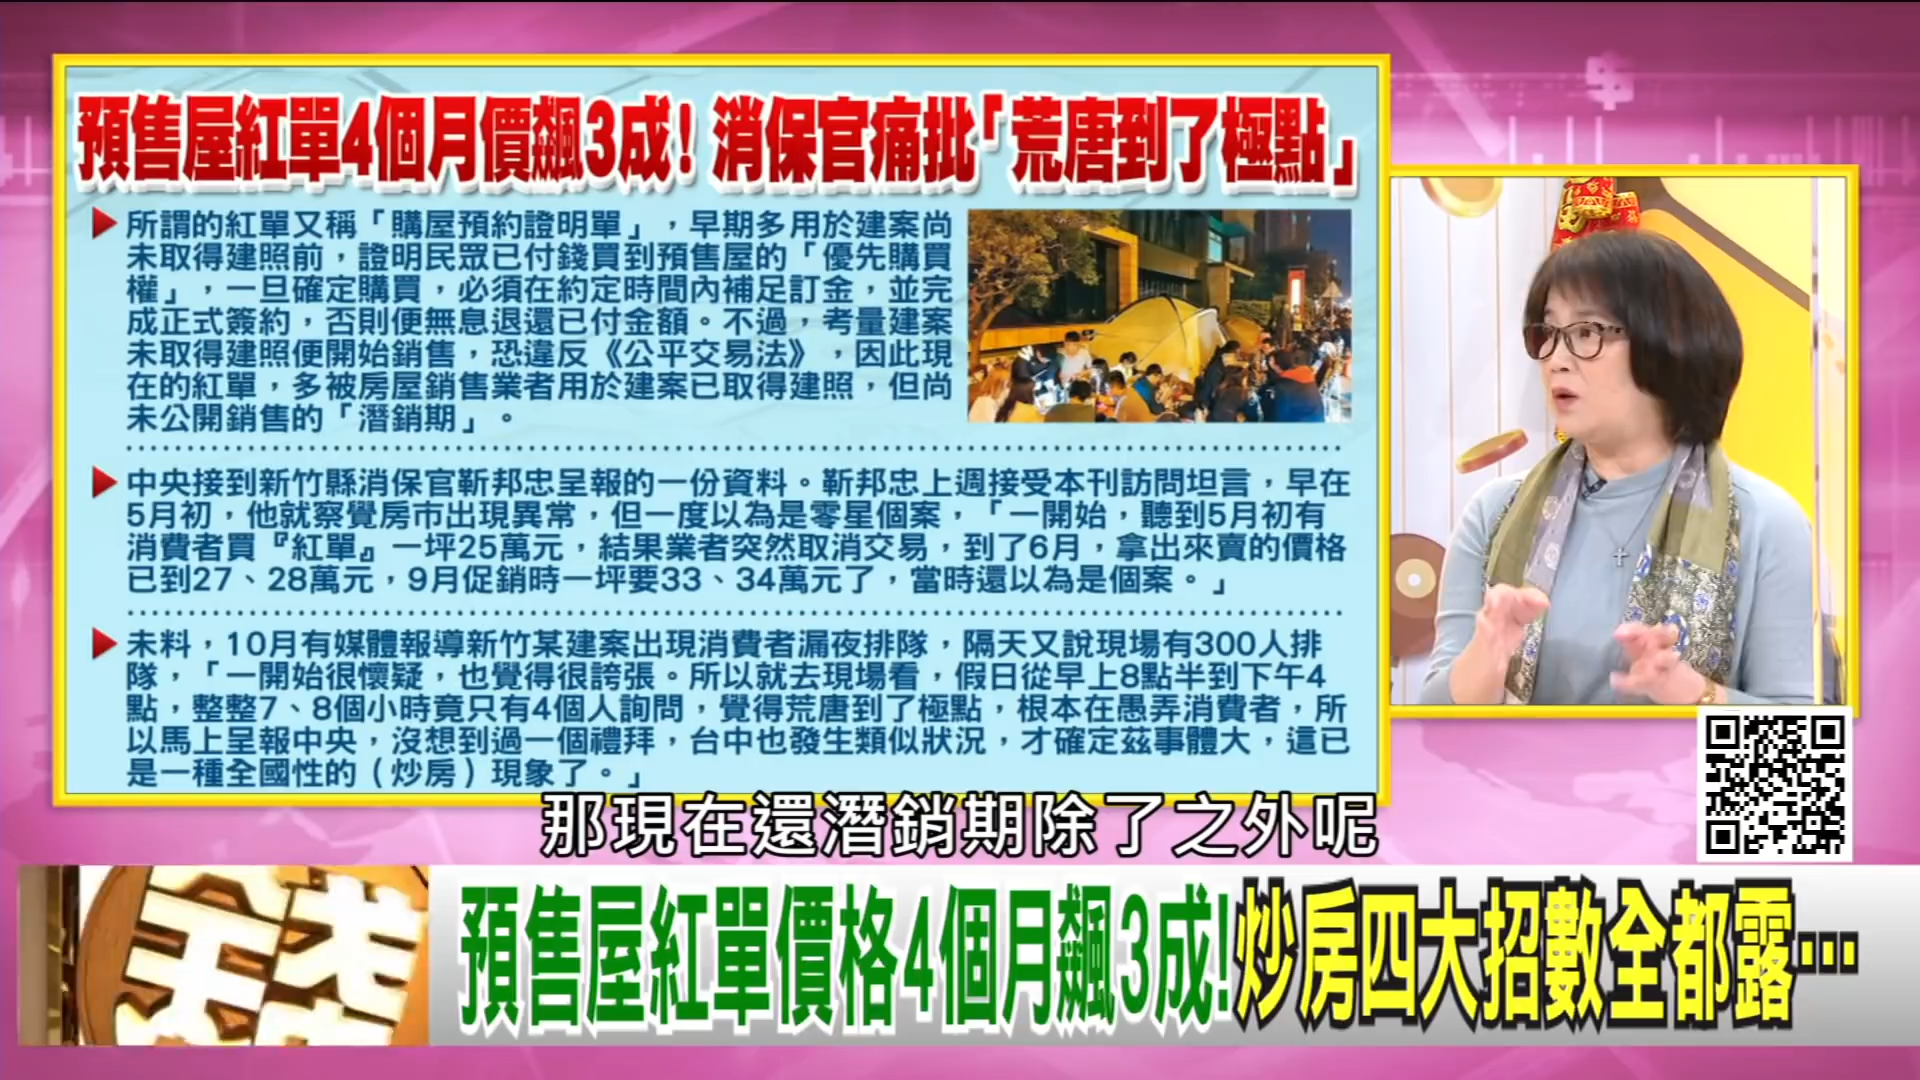 預售屋紅單4個月價飆3成！消保官痛批「荒唐到了極點」
所謂的紅單又稱「購屋預約證明單」，早期多用於建案尚
未取得建照前，證明民眾已付錢買到預售屋的「優先購買
權」，一旦確定購買，必須在約定時間內補足訂金，並完
成正式簽約，否則便無息退還已付金額。不過，考量建案
未取得建照便開始銷售，恐違反《公平交易法》，因此現
在的紅單，多被房屋銷售業者用於建案已取得建照，但尚
未公開銷售的「潛銷期」。
中央接到新竹縣消保官靳邦忠呈報的一份資料。靳邦忠上週接受本刊訪問坦言，早在
5月初，他就察覺房市出現異常，但一度以為是零星個案，「一開始，聽到5月初有
消費者買『紅單』一坪25萬元，結果業者突然取消交易，到了6月，拿出來賣的價格
已到27、28萬元，9月促銷時一坪要33、34萬元了，當時還以為是個案。」
未料，10月有媒體報導新竹某建案出現消費者漏夜排隊，隔天又說現場有300人排
隊，「一開始很懷疑，也覺得很誇張。所以就去現場看，假日從早上8點半到下午4
點，整整7、8個小時竟只有4個人詢問，覺得荒唐到了極點，根本在愚弄消費者，所
以馬上呈報中央，沒想到過一個禮拜，台中也發生類似狀況，才確定茲事體大，這已
是一種全國性的（炒房）現象了。」
那現在還潛銷期除了之外呢
預售屋紅單價格4個月飆3成!炒房四大招數全都露…